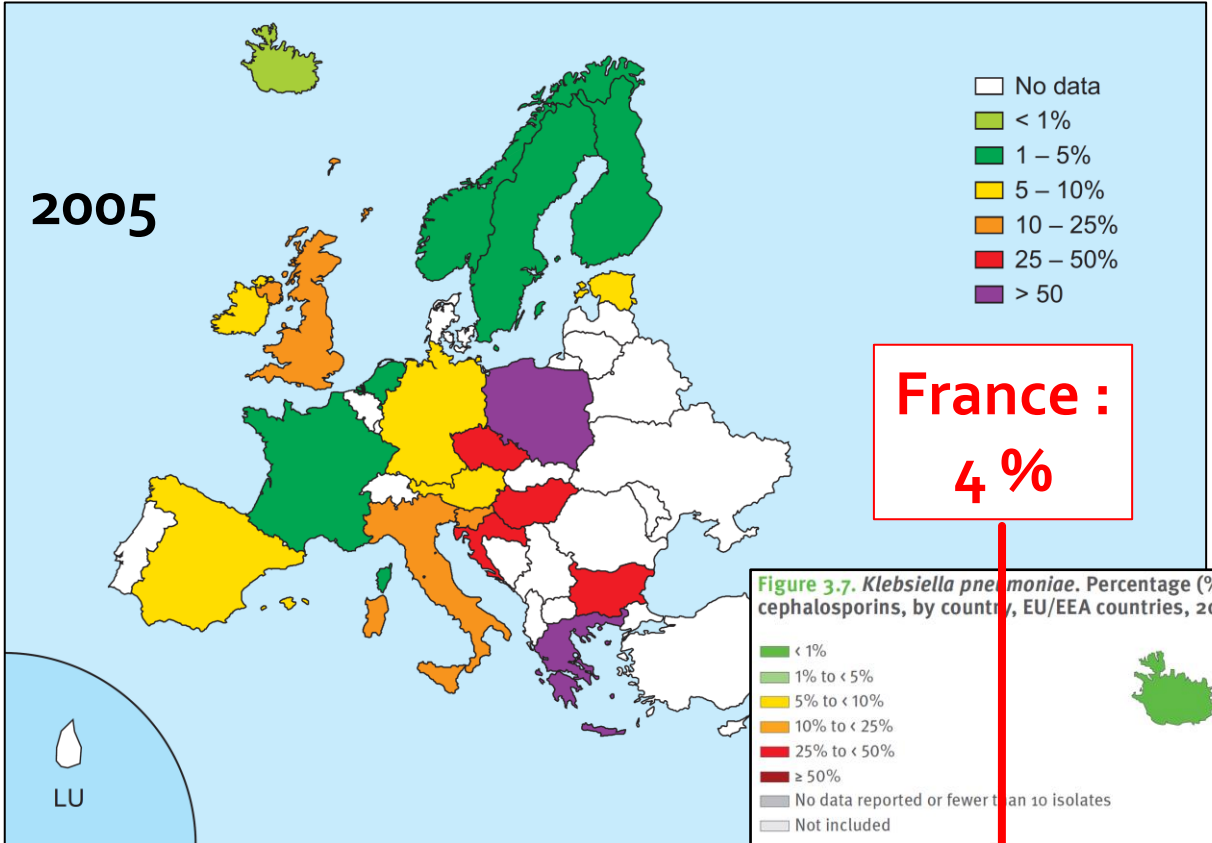 No data
< 1%
1 – 5%
5 – 10%
10 – 25%
25 – 50%
> 50
2005
France :
4 %
Figure 3.7. Klebsiella pneumoniae. Percentage (%
cephalosporins, by country, EU/EEA countries, 20
< 1%
1% to < 5%
5% to < 10%
10% to < 25%
25% to < 50%
≥ 50%
No data reported or fewer than 10 isolates
Not included
LU